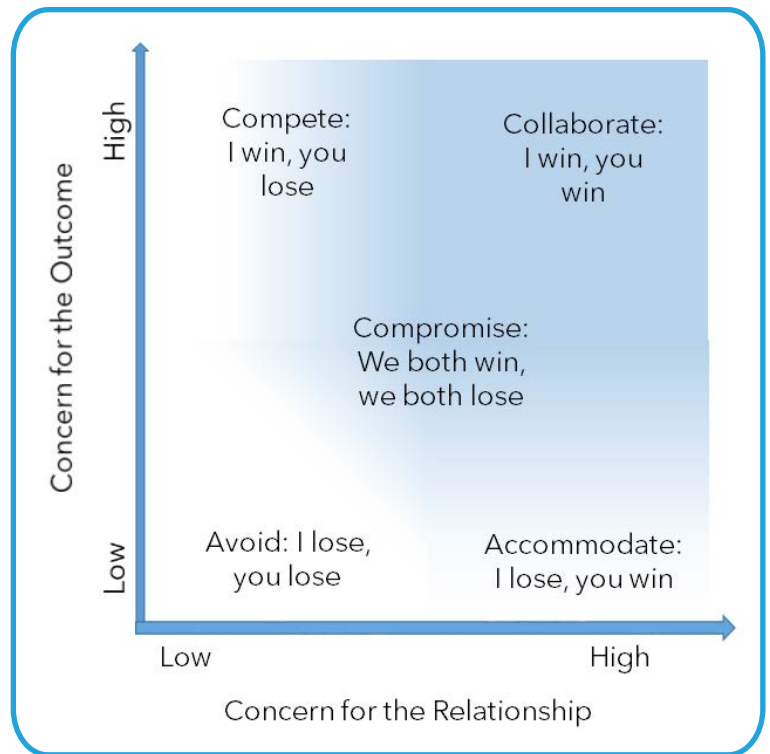 High
Concern for the Outcome
Low
Compete:
I win, you
lose
Collaborate:
I win, you
win
Compromise:
We both win,
we both lose
Avoid: I lose,
you lose
Accommodate:
I lose, you win
Low
High
Concern for the Relationship